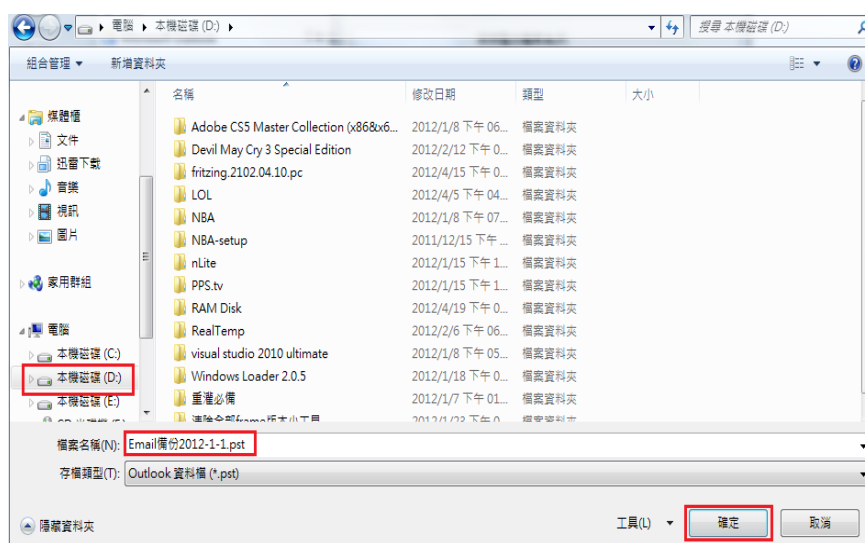 電腦 ▸ 本機磁碟 (D:) ▸
搜尋 本機磁碟 (D:)
組合管理 ▼ 新增資料夾
名稱 修改日期 類型 大小
媒體櫃
文件
迅雷下載
音樂
視訊
圖片
家用群組
電腦
本機磁碟 (C:)
本機磁碟 (D:)
本機磁碟 (E:)
Adobe CS5 Master Collection (x86&x6... 2012/1/8 下午 06... 檔案資料夾
Devil May Cry 3 Special Edition 2012/2/12 下午 0... 檔案資料夾
fritzing.2102.04.10.pc 2012/4/15 下午 0... 檔案資料夾
LOL 2012/4/5 下午 04... 檔案資料夾
NBA 2012/1/8 下午 07... 檔案資料夾
NBA-setup 2011/12/15 下午 ... 檔案資料夾
nLite 2012/1/15 下午 1... 檔案資料夾
PPS.tv 2012/1/15 下午 1... 檔案資料夾
RAM Disk 2012/4/19 下午 0... 檔案資料夾
RealTemp 2012/2/6 下午 06... 檔案資料夾
visual studio 2010 ultimate 2012/1/8 下午 05... 檔案資料夾
Windows Loader 2.0.5 2012/1/18 下午 0... 檔案資料夾
重灌必備 2012/1/7 下午 01... 檔案資料夾
檔案名稱(N): Email備份2012-1-1.pst
存檔類型(T): Outlook 資料檔 (*.pst)
隱藏資料夾 工具(L) ▼ 確定 取消